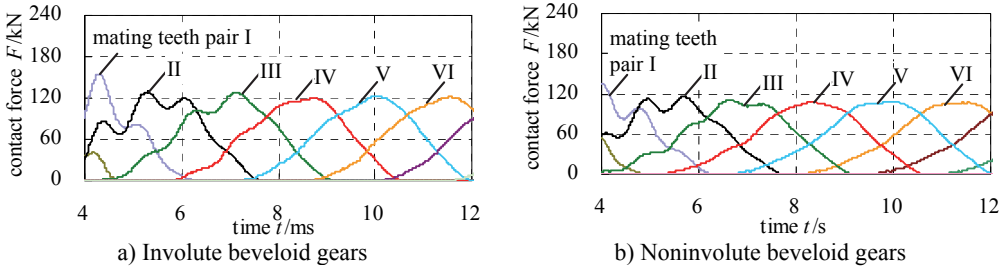 240
180
120
60
0
contact force F/kN
mating teeth pair I
II
III
IV
V
VI
4
6
8
10
12
time t/ms
a) Involute beveloid gears
240
180
120
60
0
contact force F/kN
mating teeth
pair I
II
III
IV
V
VI
4
6
8
10
12
time t/s
b) Noninvolute beveloid gears